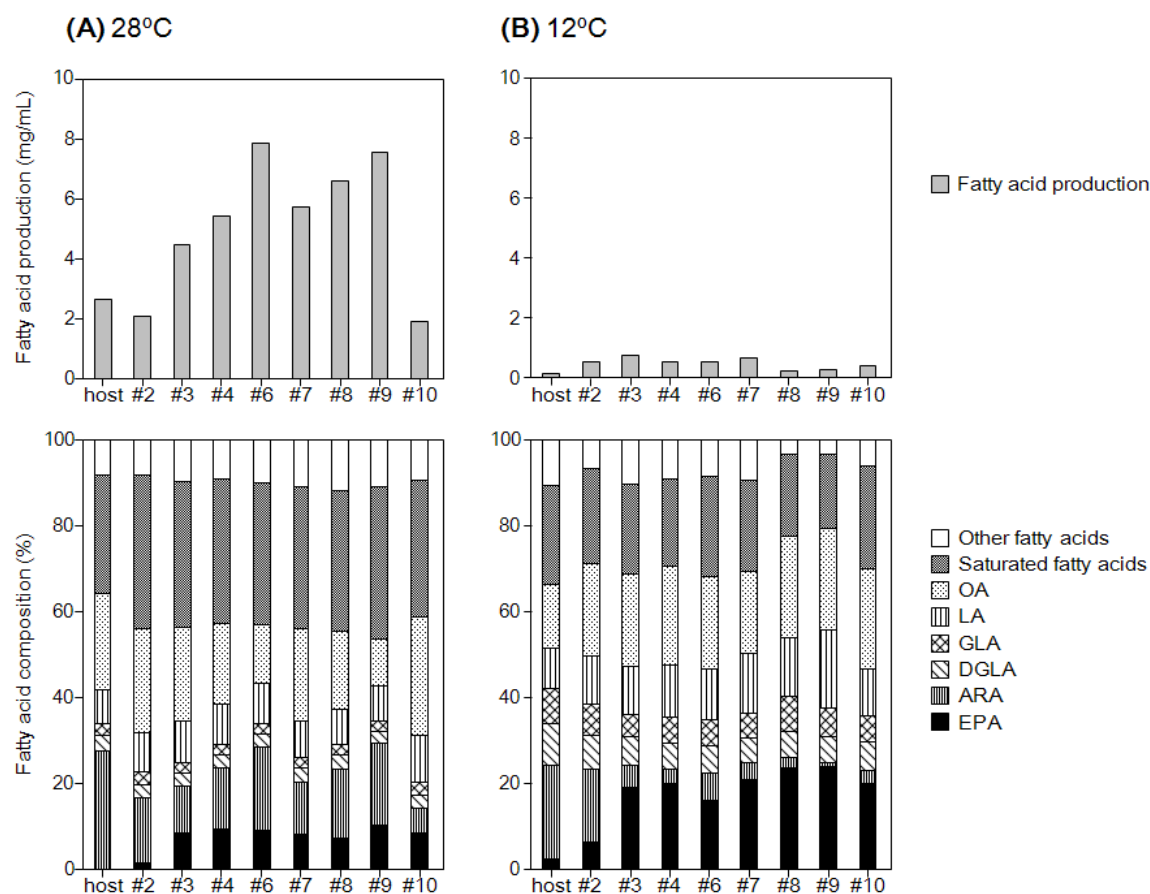 (A) 28ºC
(B) 12ºC
Fatty acid production (mg/mL)
10
8
6
4
2
0
host #2 #3 #4 #6 #7 #8 #9 #10
10
8
6
4
2
0
host #2 #3 #4 #6 #7 #8 #9 #10
Fatty acid production
Fatty acid composition (%)
100
80
60
40
20
0
host #2 #3 #4 #6 #7 #8 #9 #10
100
80
60
40
20
0
host #2 #3 #4 #6 #7 #8 #9 #10
Other fatty acids
Saturated fatty acids
OA
LA
GLA
DGLA
ARA
EPA